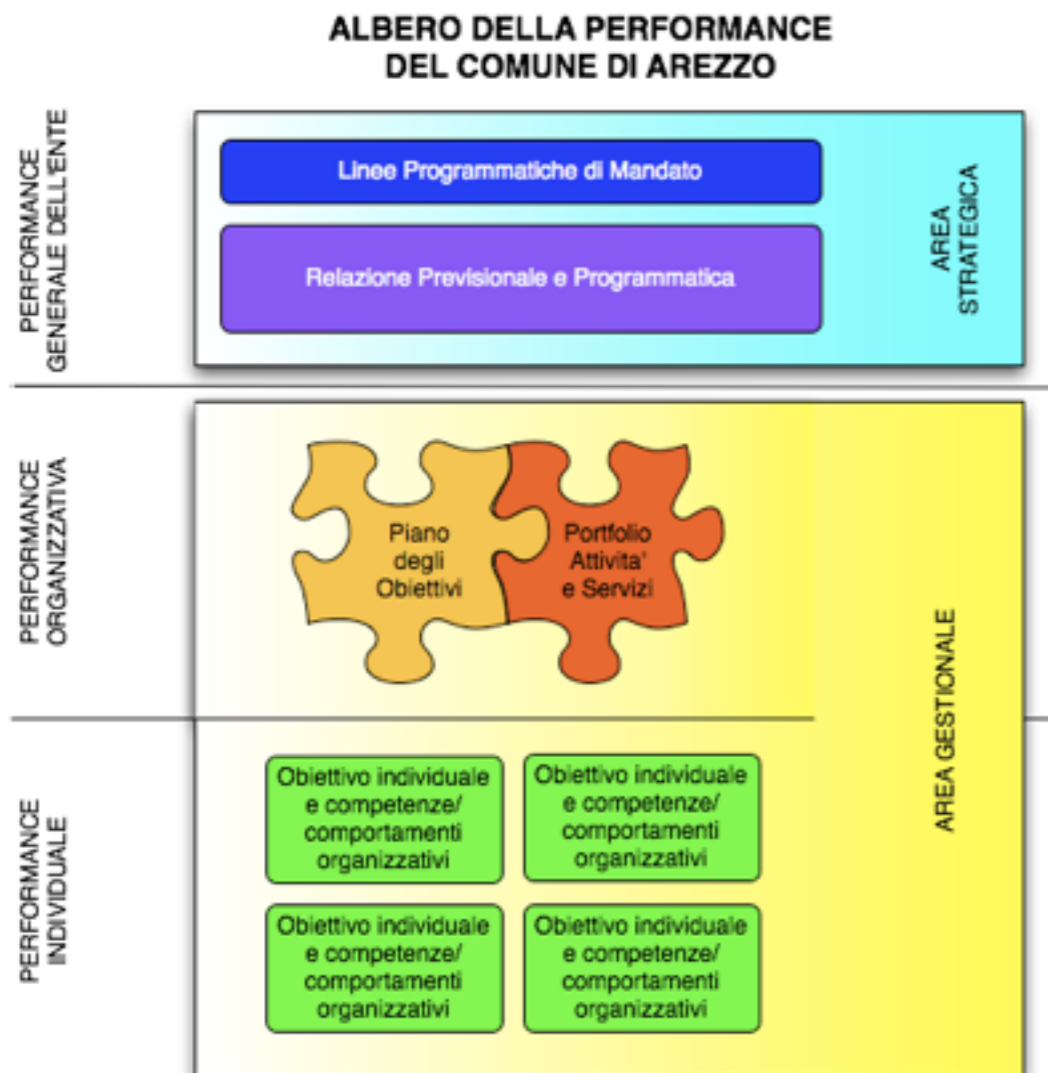 ALBERO DELLA PERFORMANCE
DEL COMUNE DI AREZZO
PERFORMANCE
GENERALE DELL'ENTE
Linee Programmatiche di Mandato
Relazione Previsionale e Programmatica
AREA
STRATEGICA
PERFORMANCE
ORGANIZZATIVA
Piano
degli
Obiettivi
Portfolio
Attivita'
e Servizi
AREA GESTIONALE
PERFORMANCE
INDIVIDUALE
Obiettivo individuale
e competenze/
comportamenti
organizzativi
Obiettivo individuale
e competenze/
comportamenti
organizzativi
Obiettivo individuale
e competenze/
comportamenti
organizzativi
Obiettivo individuale
e competenze/
comportamenti
organizzativi